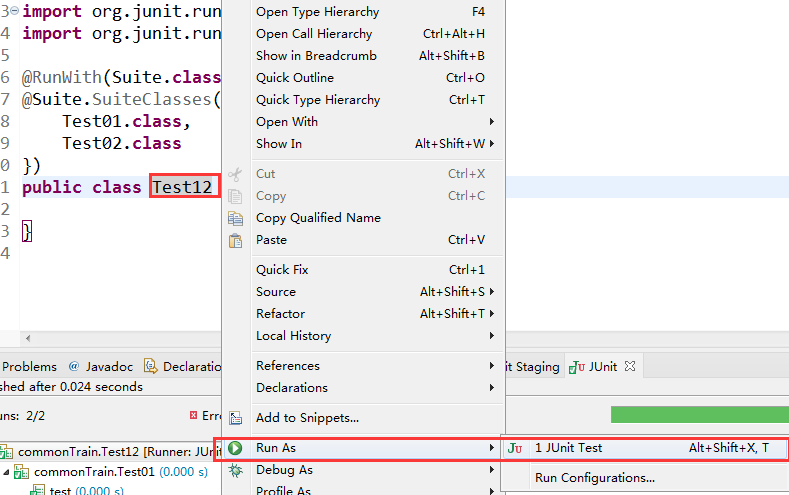 3 import org.junit.run
4 import org.junit.run
5
6 @RunWith(Suite.class
7 @Suite.SuiteClasses(
8 Test01.class,
9 Test02.class
0 })
1 public class Test12
2
3 }
4
Open Type Hierarchy F4
Open Call Hierarchy Ctrl+Alt+H
Show in Breadcrumb Alt+Shift+B
Quick Outline Ctrl+O
Quick Type Hierarchy Ctrl+T
Open With
Show In Alt+Shift+W
Cut Ctrl+X
Copy Ctrl+C
Copy Qualified Name
Paste Ctrl+V
Quick Fix Ctrl+1
Source Alt+Shift+S
Refactor Alt+Shift+T
Local History
References
Declarations
Add to Snippets...
Run As
Debug As
Profile As
1 JUnit Test Alt+Shift+X, T
Run Configurations...
Problems @ Javadoc Declaratio
it Staging JUnit
shed after 0.024 seconds
uns: 2/2 Erro
commonTrain.Test12 [Runner: JUni
commonTrain.Test01 (0.000 s)
test (0.000 s)